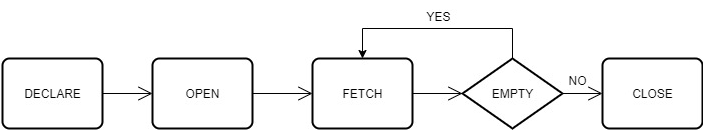 YES
DECLARE
OPEN
FETCH
EMPTY
NO
CLOSE